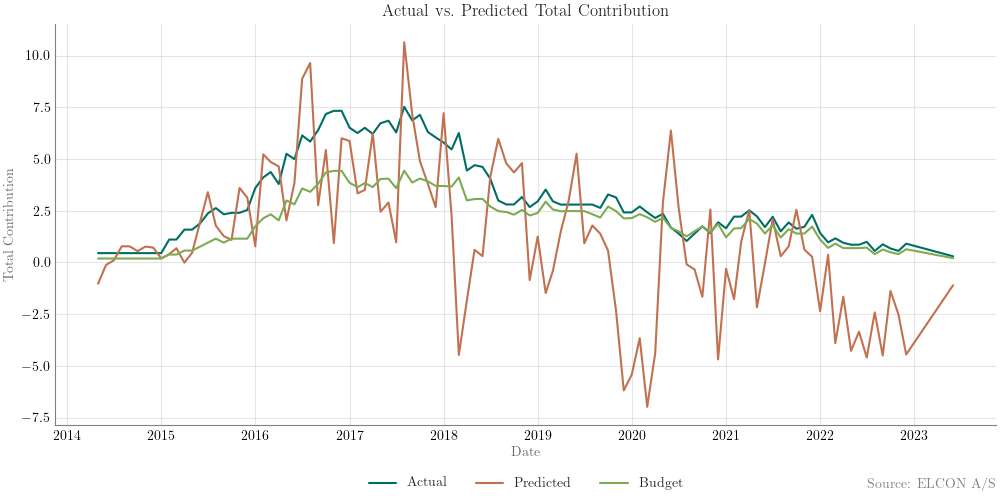 Actual vs. Predicted Total Contribution
Total Contribution
10.0
7.5
5.0
2.5
0.0
−2.5
−5.0
−7.5
2014 2015 2016 2017 2018 2019 2020 2021 2022 2023
Date
Actual Predicted Budget
Source: ELCON A/S